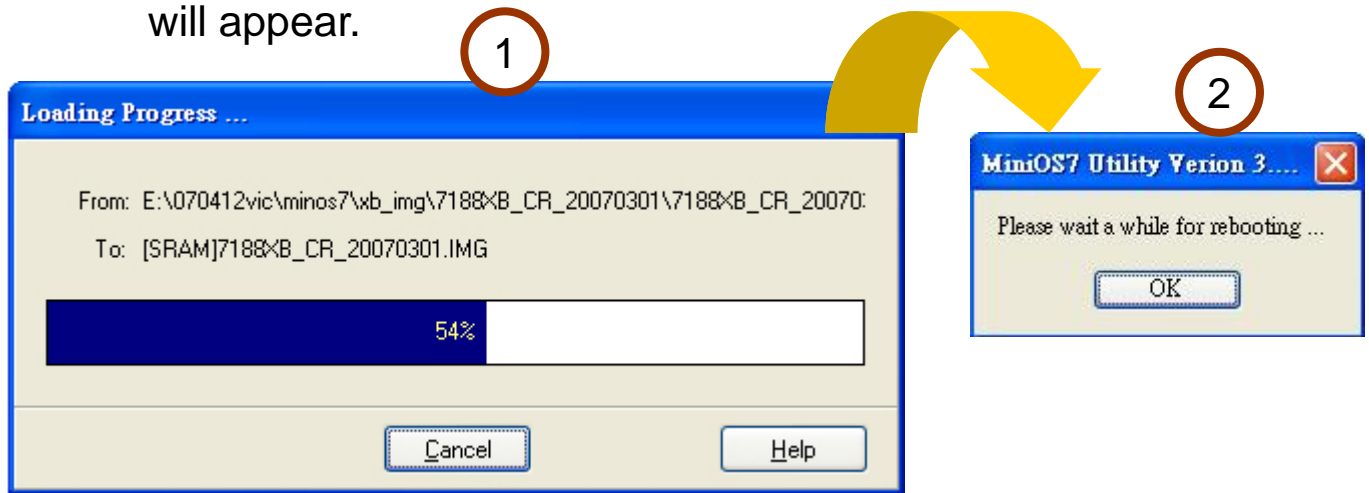 will appear.
1
Loading Progress ...
From: E:\070412vic\minos7\xb_img\7188XB_CR_20070301\7188XB_CR_20070:
To: [SRAM]7188XB_CR_20070301.IMG
54%
Cancel
Help
2
MiniOS7 Utility Verion 3....
Please wait a while for rebooting ...
OK